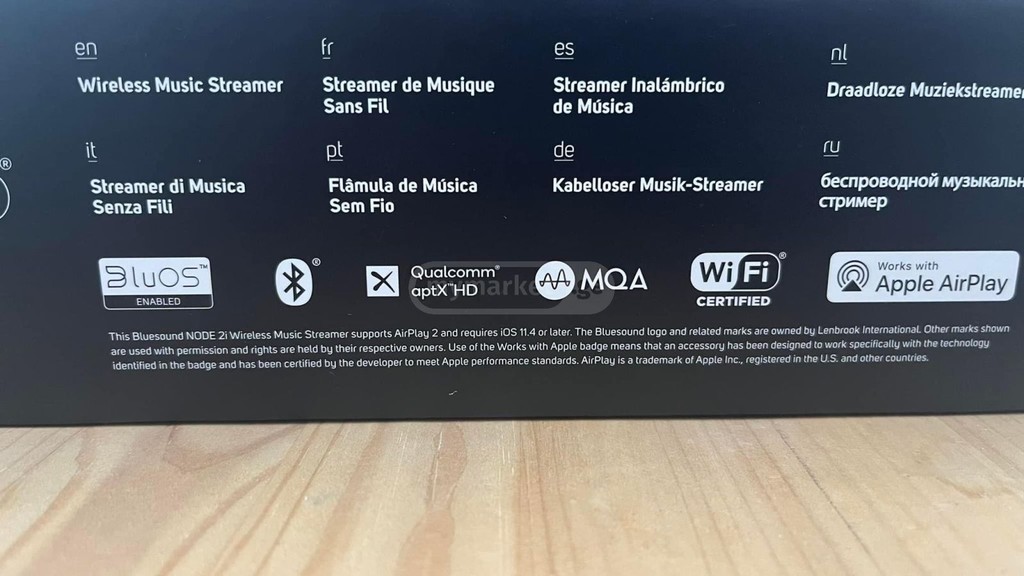 en
Wireless Music Streamer
fr
Streamer de Musique
Sans Fil
es
Streamer Inalámbrico
de Música
nl
Draadloze Muziekstreamer
it
Streamer di Musica
Senza Fili
pt
Flâmula de Música
Sem Fio
de
Kabelloser Musik-Streamer
ru
беспроводной музыкальн
стример
®
BLUOS™
ENABLED
®
Qualcomm®
aptX™HD
MQA
Wi Fi®
CERTIFIED
Works with
Apple AirPlay
This Bluesound NODE 2i Wireless Music Streamer supports AirPlay 2 and requires iOS 11.4 or later. The Bluesound logo and related marks are owned by Lenbrook International. Other marks shown
are used with permission and rights are held by their respective owners. Use of the Works with Apple badge means that an accessory has been designed to work specifically with the technology
identified in the badge and has been certified by the developer to meet Apple performance standards. AirPlay is a trademark of Apple Inc., registered in the U.S. and other countries.